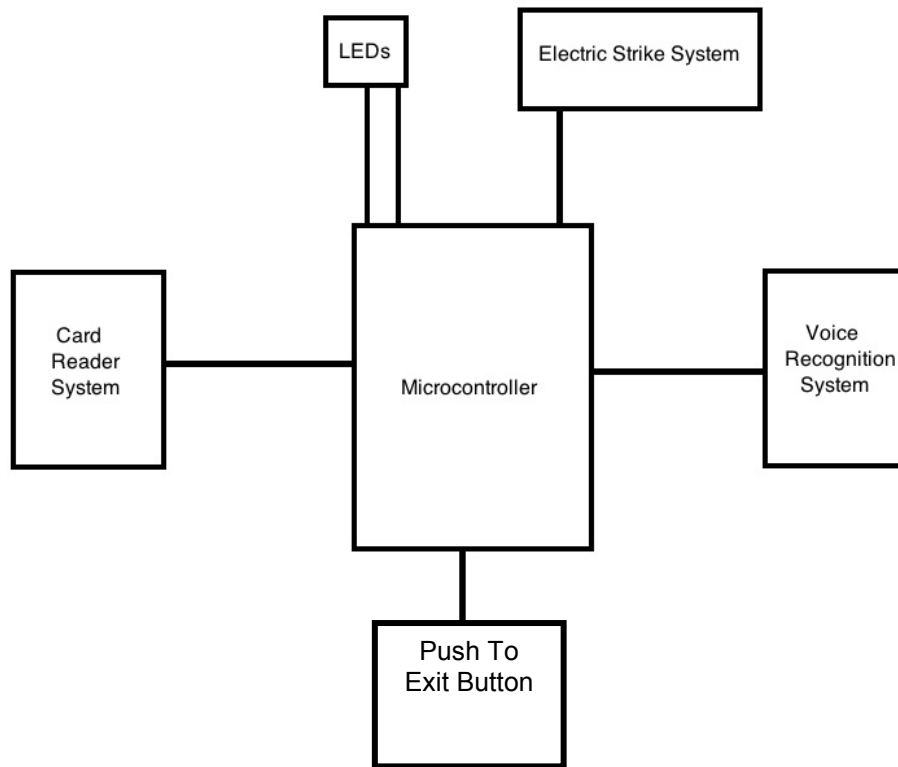 LEDs
Electric Strike System
Card
Reader
System
Microcontroller
Voice
Recognition
System
Push To
Exit Button